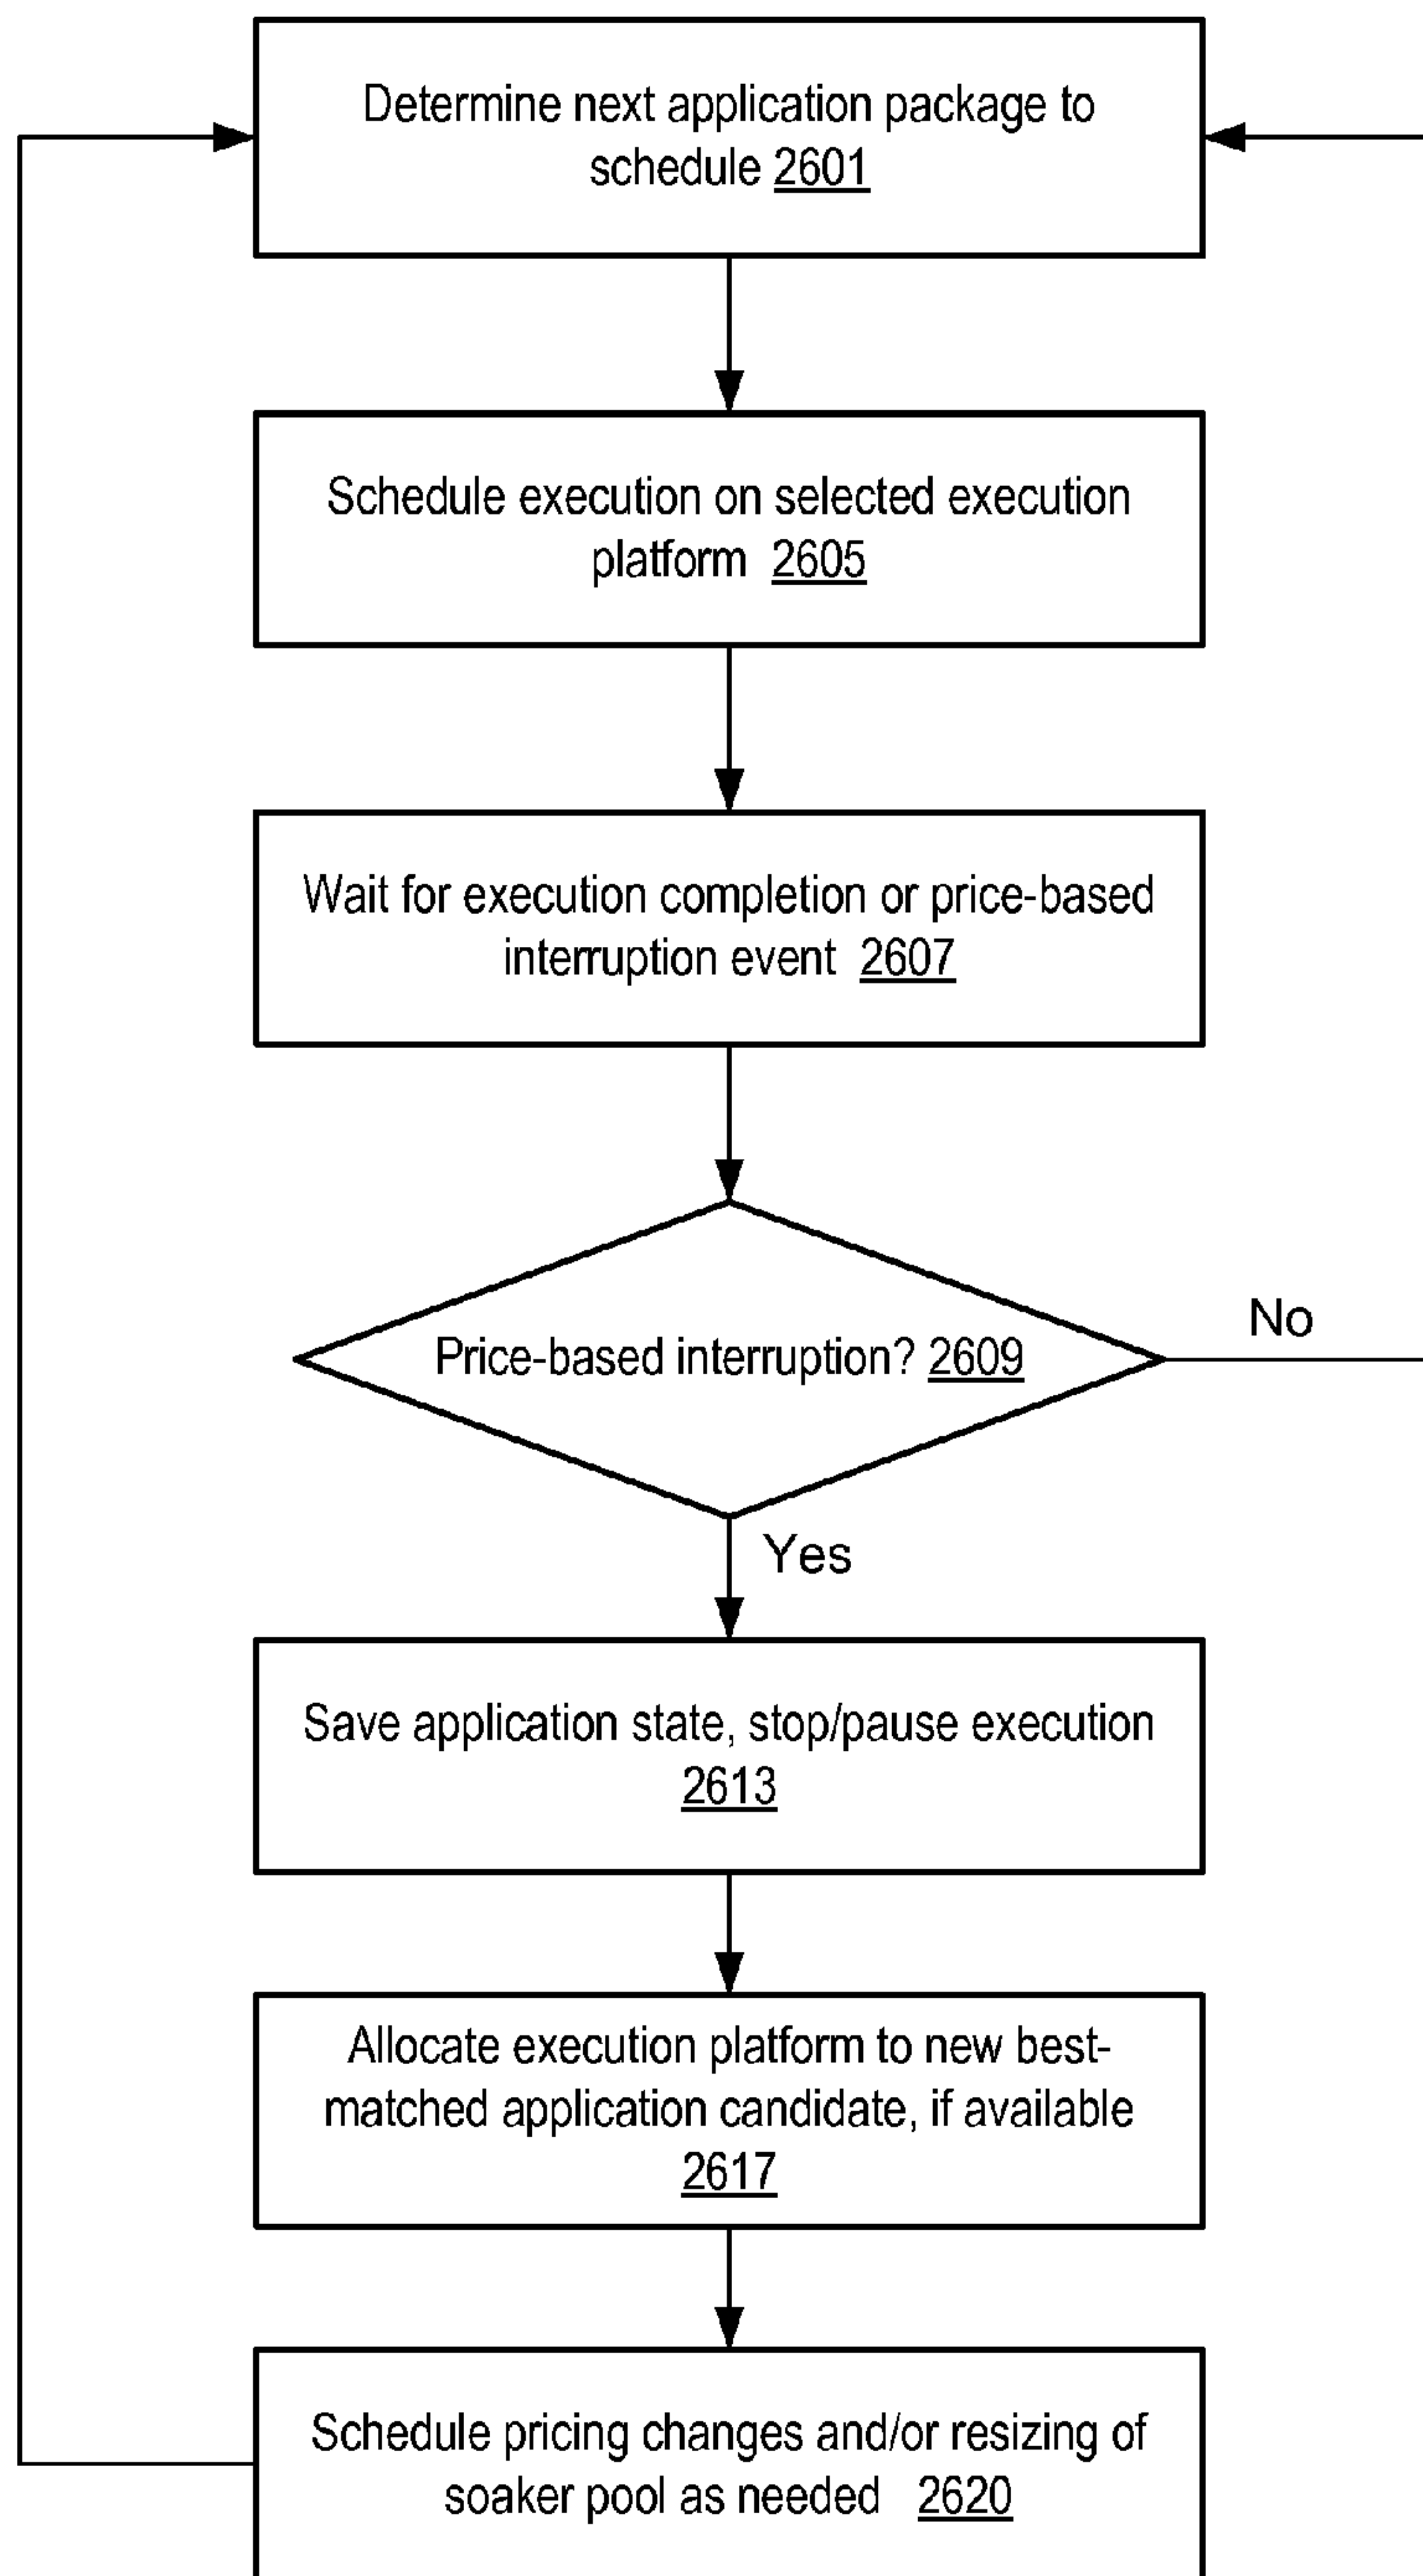 Determine next application package to
schedule 2601
Schedule execution on selected execution
platform 2605
Wait for execution completion or price-based
interruption event 2607
Price-based interruption? 2609
No
Yes
Save application state, stop/pause execution
2613
Allocate execution platform to new best-
matched application candidate, if available
2617
Schedule pricing changes and/or resizing of
soaker pool as needed 2620